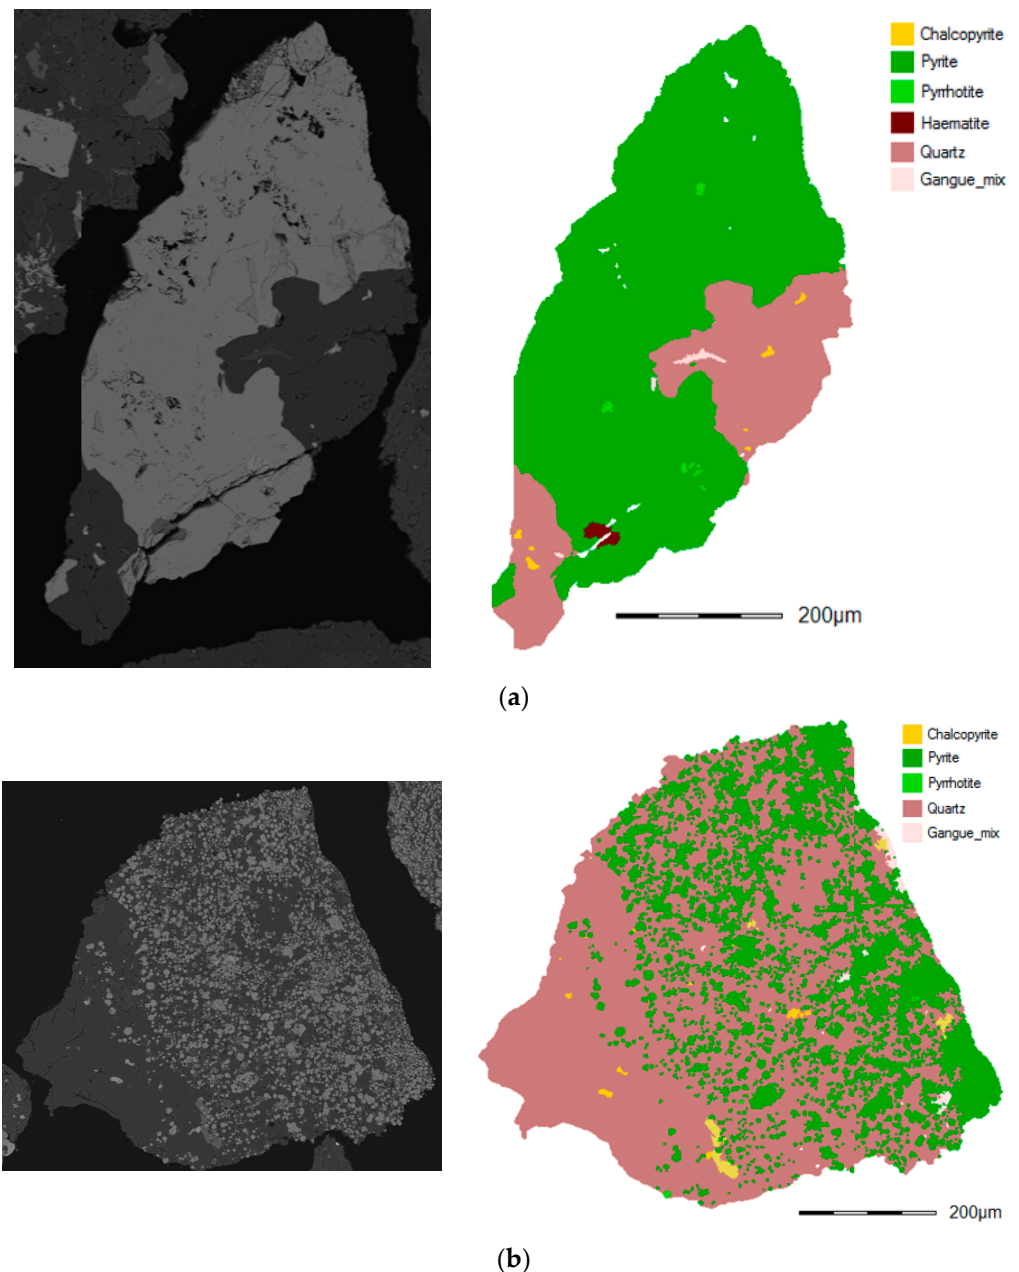 Chalcopyrite
Pyrite
Pyrrhotite
Haematite
Quartz
Gangue_mix
200µm
(a)
Chalcopyrite
Pyrite
Pyrrhotite
Quartz
Gangue_mix
200µm
(b)